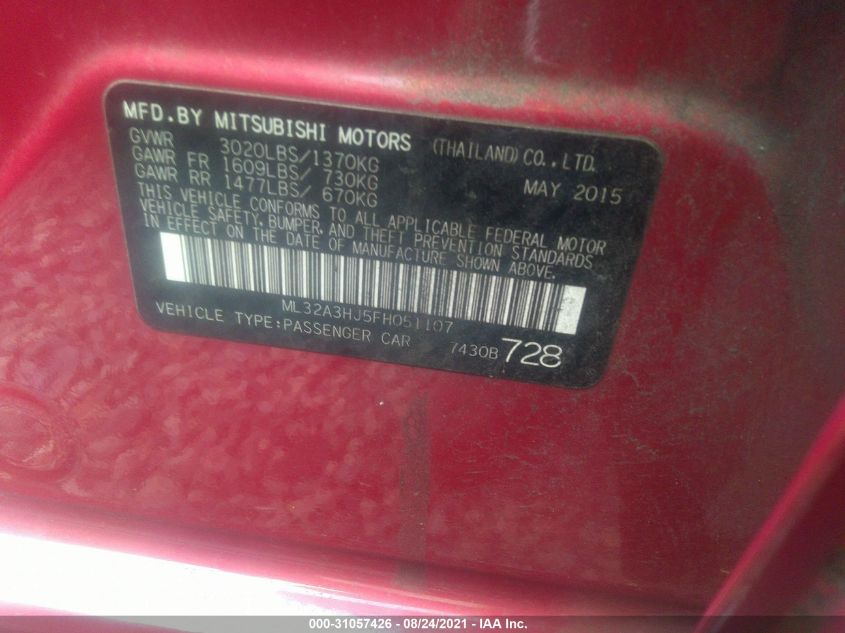 MFD.BY MITSUBISHI MOTORS (THAILAND) CO.,LTD.
GVWR 3020LBS/1370KG
GAWR FR 1609LBS/ 730KG MAY 2015
GAWR RR 1477LBS/ 670KG
THIS VEHICLE CONFORMS TO ALL APPLICABLE FEDERAL MOTOR
VEHICLE SAFETY, BUMPER, AND THEFT PREVENTION STANDARDS
IN EFFECT ON THE DATE OF MANUFACTURE SHOWN ABOVE.
ML32A3HJ5FH051107
VEHICLE TYPE:PASSENGER CAR 7430B 728
000-31057426 - 08/24/2021 - IAA Inc.